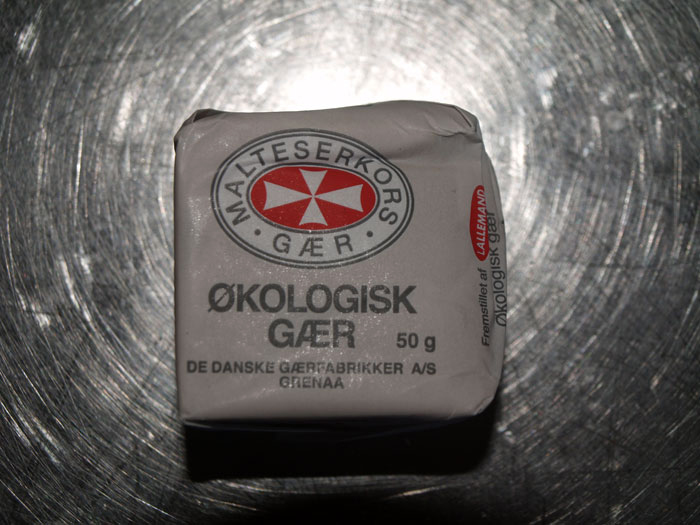 MALTESERKORS
· GÆR ·
ØKOLOGISK
GÆR 50 g
DE DANSKE GÆRFABRIKKER A/S
GRENAA
Fremstillet af LALLEMAND
Økologisk gær